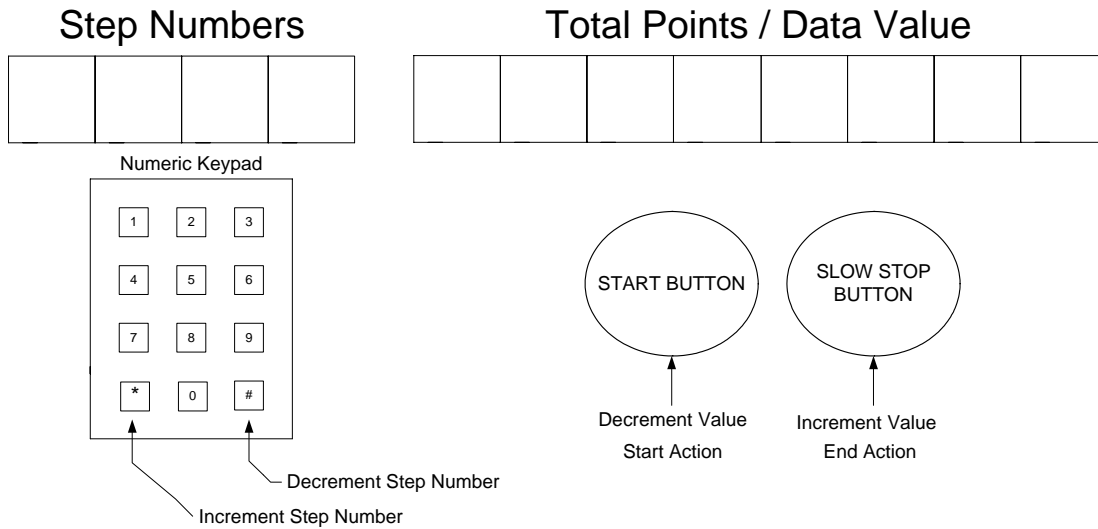 Step Numbers
Total Points / Data Value
Numeric Keypad
1 2 3
4 5 6
7 8 9
* 0 #
START BUTTON
SLOW STOP
BUTTON
Decrement Value
Start Action
Increment Value
End Action
Decrement Step Number
Increment Step Number